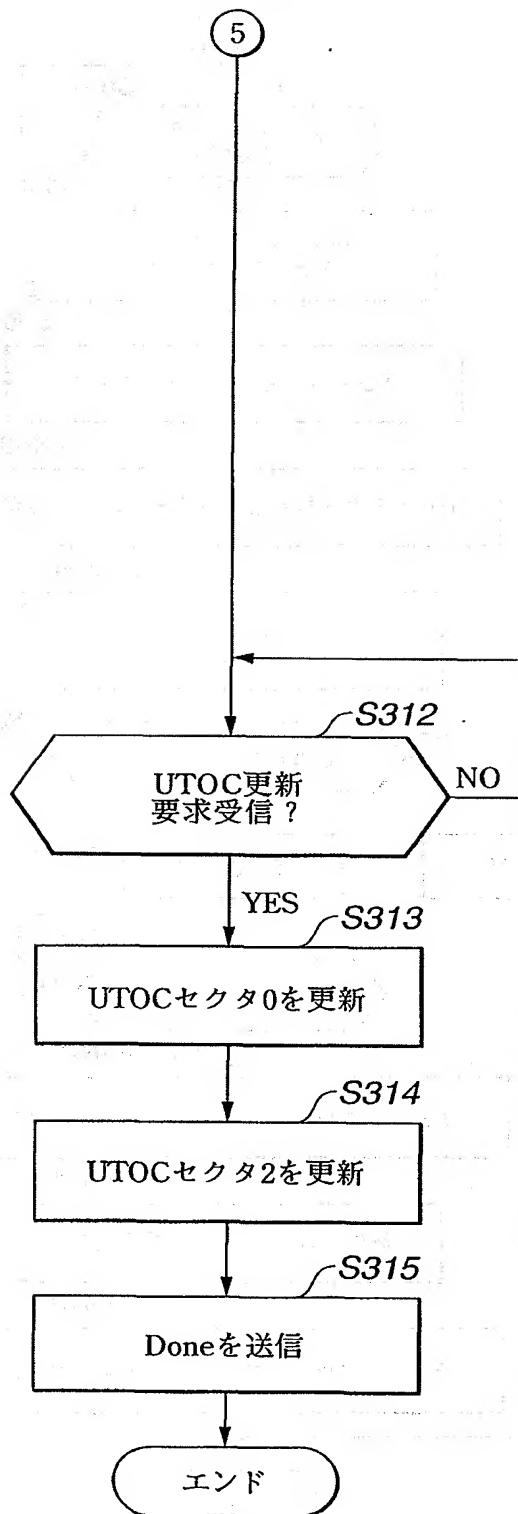 5
S312
UTOC更新
要求受信?
NO
YES
S313
UTOCセクタ0を更新
S314
UTOCセクタ2を更新
S315
Doneを送信
エンド